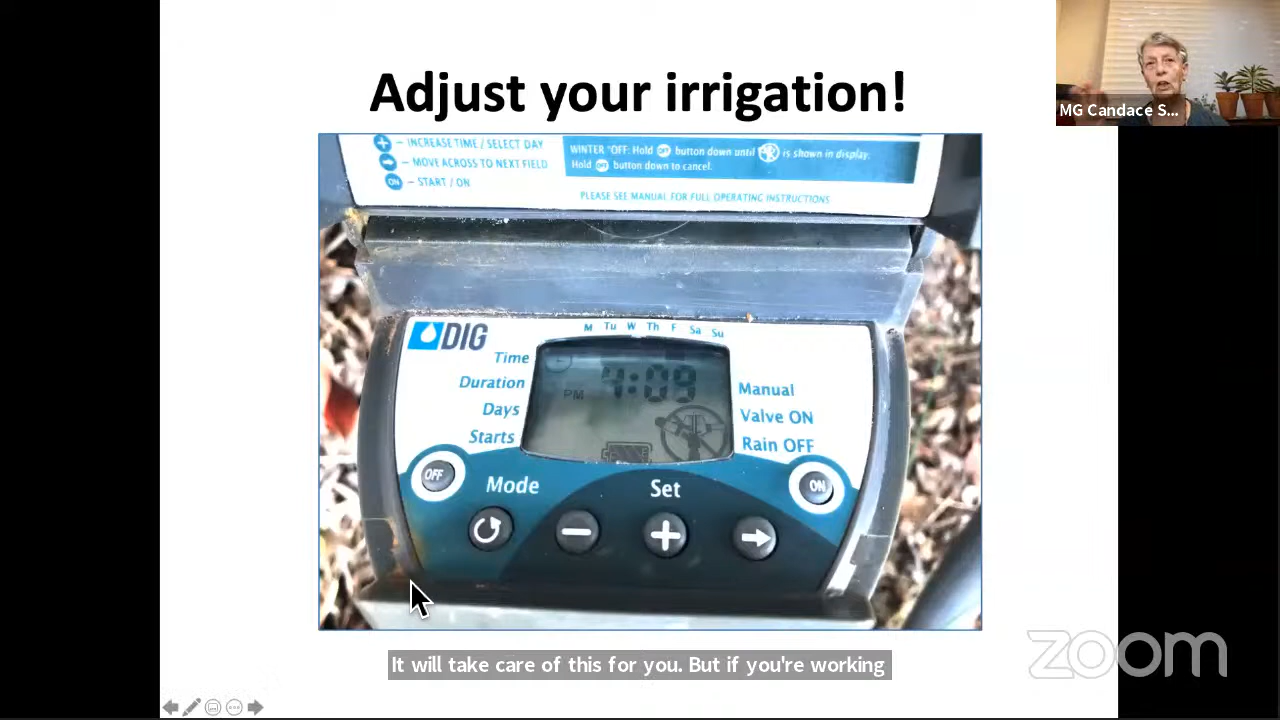 Adjust your irrigation!
MG Candace S...
+ – INCREASE TIME / SELECT DAY
– MOVE ACROSS TO NEXT FIELD
ON – START / ON
WINTER "OFF: Hold OFF button down until is shown in display.
Hold OFF button down to cancel.
PLEASE SEE MANUAL FOR FULL OPERATING INSTRUCTIONS
DIG
M Tu W Th F Sa Su
Time
Duration
Days
Starts
PM 4:09
Manual
Valve ON
Rain OFF
OFF
Mode
Set
ON
It will take care of this for you. But if you're working
zoom